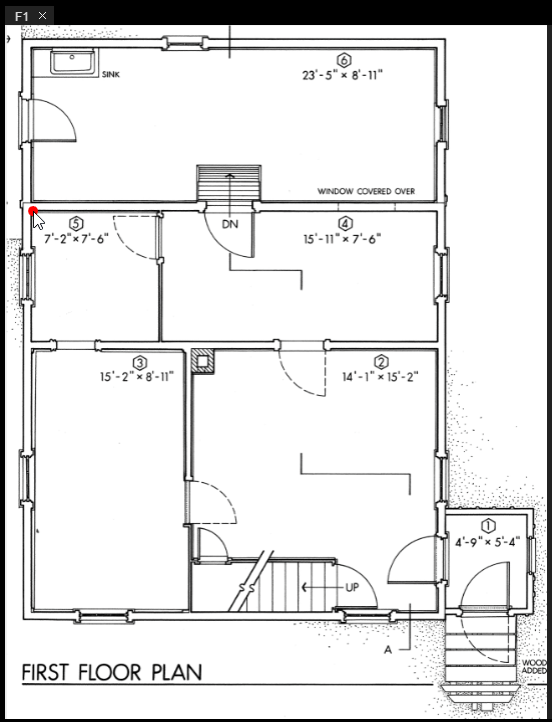 F1
6
23'-5" × 8'-11"
SINK
WINDOW COVERED OVER
5
7'-2" × 7'-6"
DN
4
15'-11" × 7'-6"
3
15'-2" × 8'-11"
2
14'-1" × 15'-2"
1
4'-9" × 5'-4"
UP
A
FIRST FLOOR PLAN
WOOD
ADDED